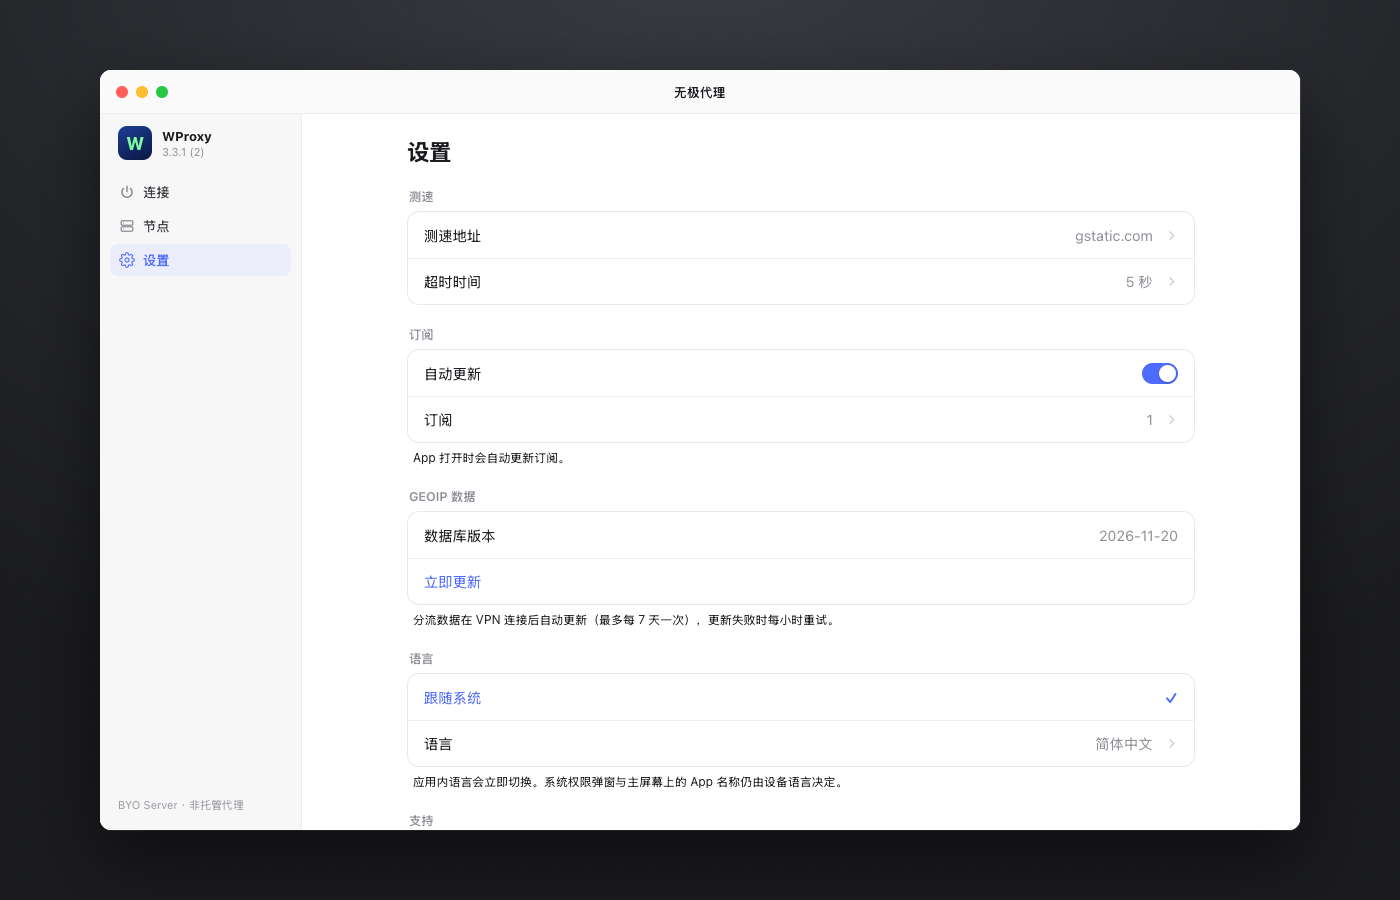 无极代理
W
WProxy
3.3.1 (2)
连接
节点
设置
BYO Server · 非托管代理
设置
测速
测速地址 gstatic.com
超时时间 5 秒
订阅
自动更新
订阅 1
App 打开时会自动更新订阅。
GEOIP 数据
数据库版本 2026-11-20
立即更新
分流数据在 VPN 连接后自动更新（最多每 7 天一次），更新失败时每小时重试。
语言
跟随系统
语言 简体中文
应用内语言会立即切换。系统权限弹窗与主屏幕上的 App 名称仍由设备语言决定。
支持